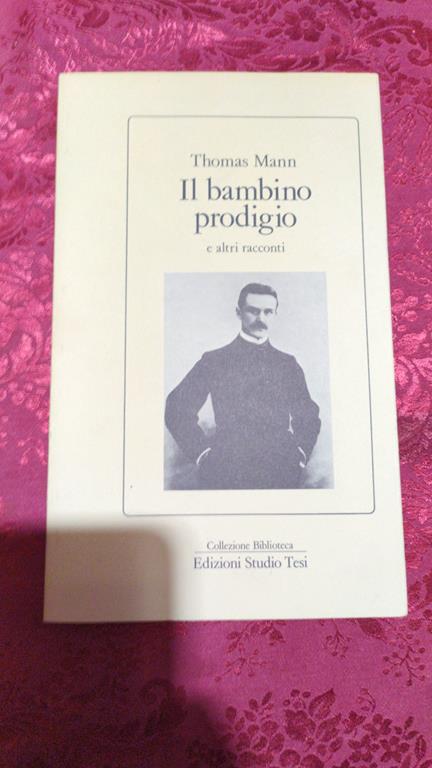 Thomas Mann
Il bambino
prodigio
e altri racconti
Collezione Biblioteca
Edizioni Studio Tesi